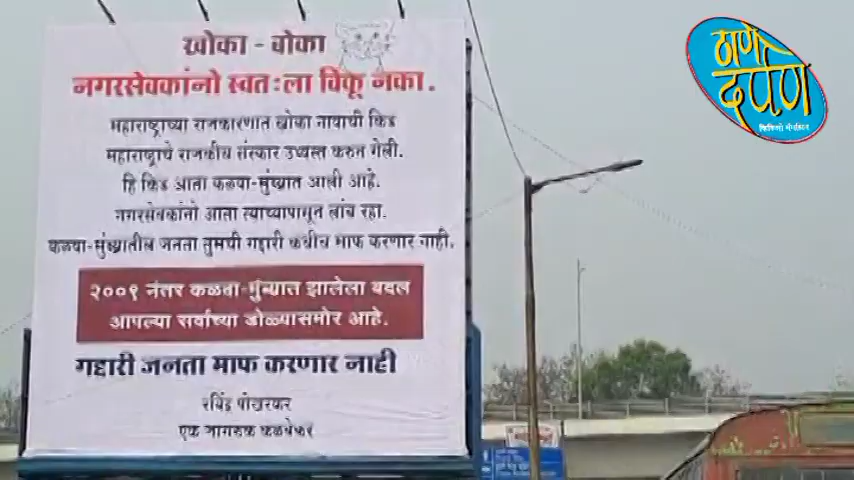 खोका - बोका
नगरसेवकांनो स्वतःला विकू नका.
महाराष्ट्राच्या राजकारणात खोका नावाची किड
महाराष्ट्राचे राजकीय संस्कार उध्वस्त करुन गेली.
हि किड आता कळवा-मुंब्य्रात आली आहे.
नगरसेवकांनो आता त्याच्यापासून लांब रहा.
कळवा-मुंब्य्रातील जनता तुमची गद्दारी कधीच माफ करणार नाही.
२००९ नंतर कळवा-मुंब्य्रात झालेला बदल
आपल्या सर्वांच्या डोळ्यासमोर आहे.
गद्दारी जनता माफ करणार नाही
रविंद्र पोखरकर
एक जागरुक कळवेकर
ठाणे
दर्पण